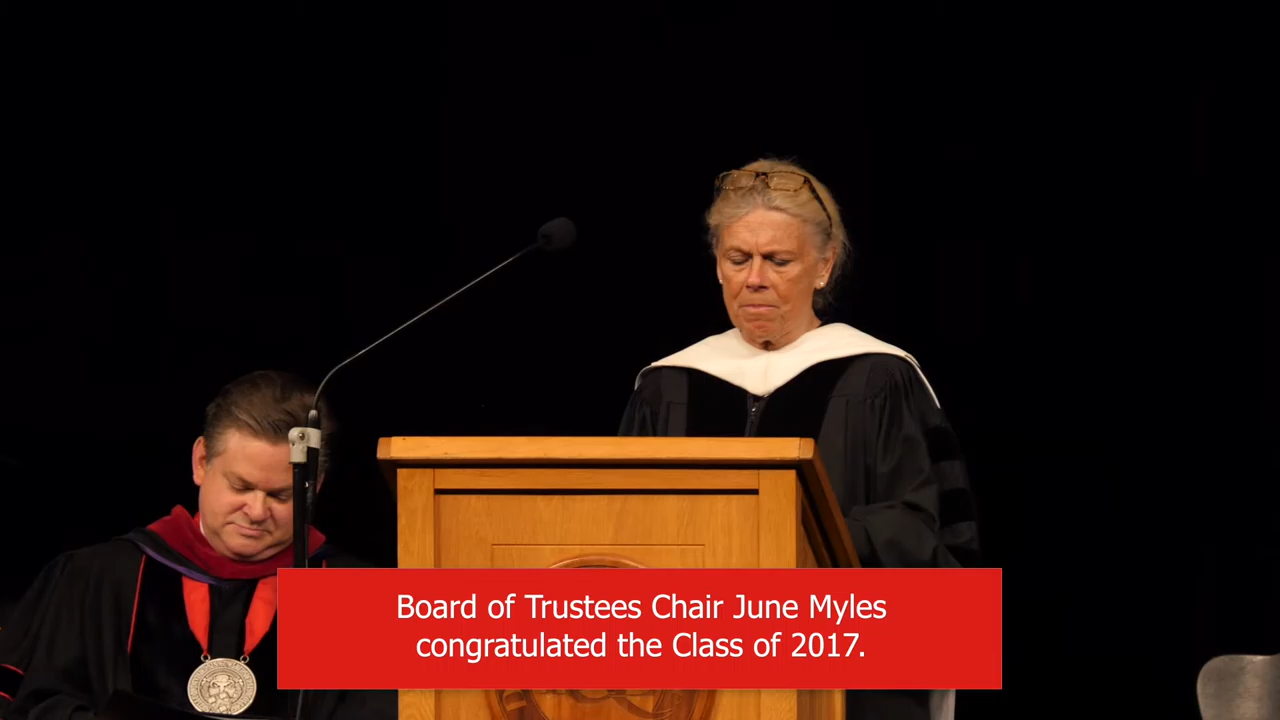 Board of Trustees Chair June Myles
congratulated the Class of 2017.